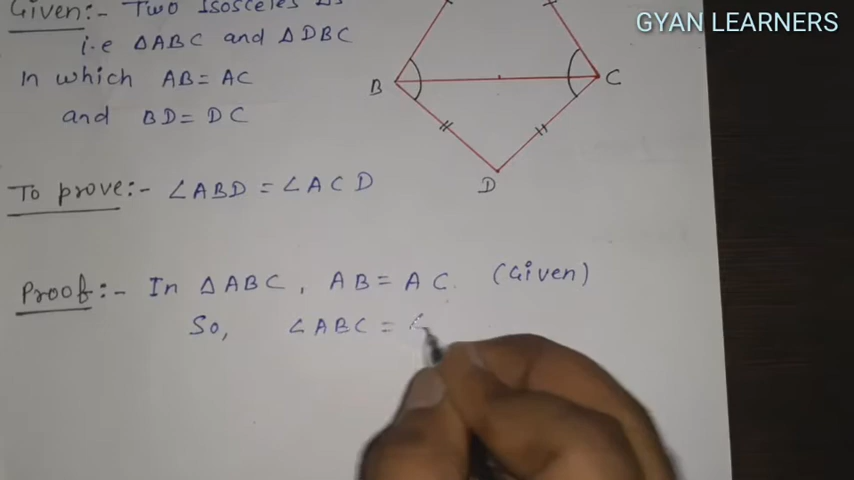 Given:- Two Isosceles Δs
i.e ΔABC and ΔDBC
In which AB = AC
and BD = DC
B
C
D
To prove:- ∠ABD = ∠ACD
Proof:- In ΔABC, AB = AC (Given)
So, ∠ABC = ∠
GYAN LEARNERS